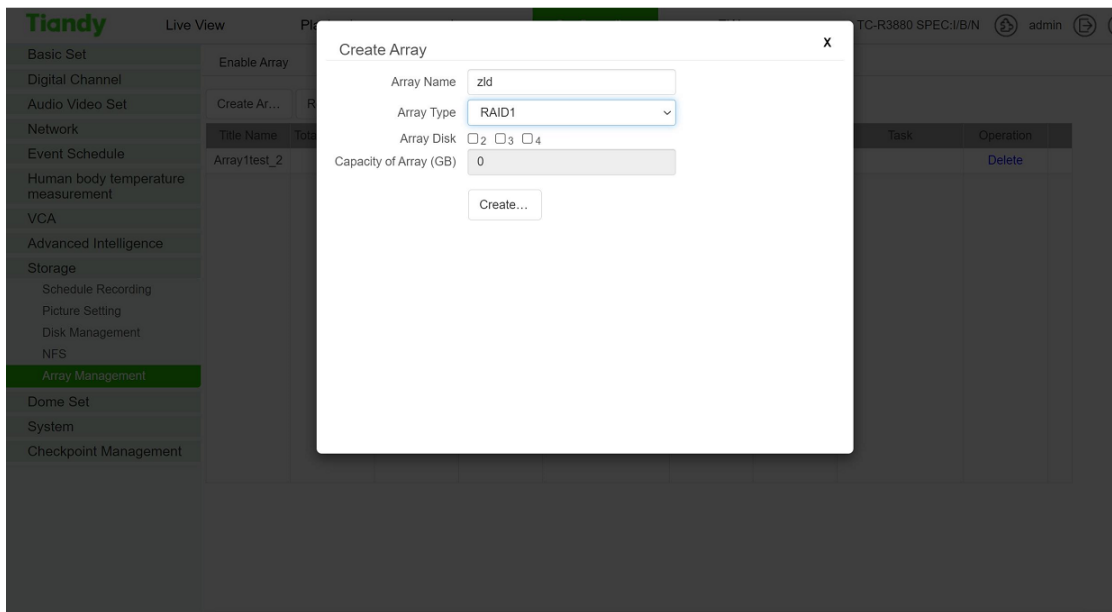 Tiandy
Live View
TC-R3880 SPEC:I/B/N
admin
Basic Set
Digital Channel
Audio Video Set
Network
Event Schedule
Human body temperature
measurement
VCA
Advanced Intelligence
Storage
Schedule Recording
Picture Setting
Disk Management
NFS
Array Management
Dome Set
System
Checkpoint Management
Enable Array
Create Ar...
Title Name
Task
Operation
Array1test_2
Delete
Create Array
X
Array Name zld
Array Type RAID1
Array Disk 2 3 4
Capacity of Array (GB) 0
Create...